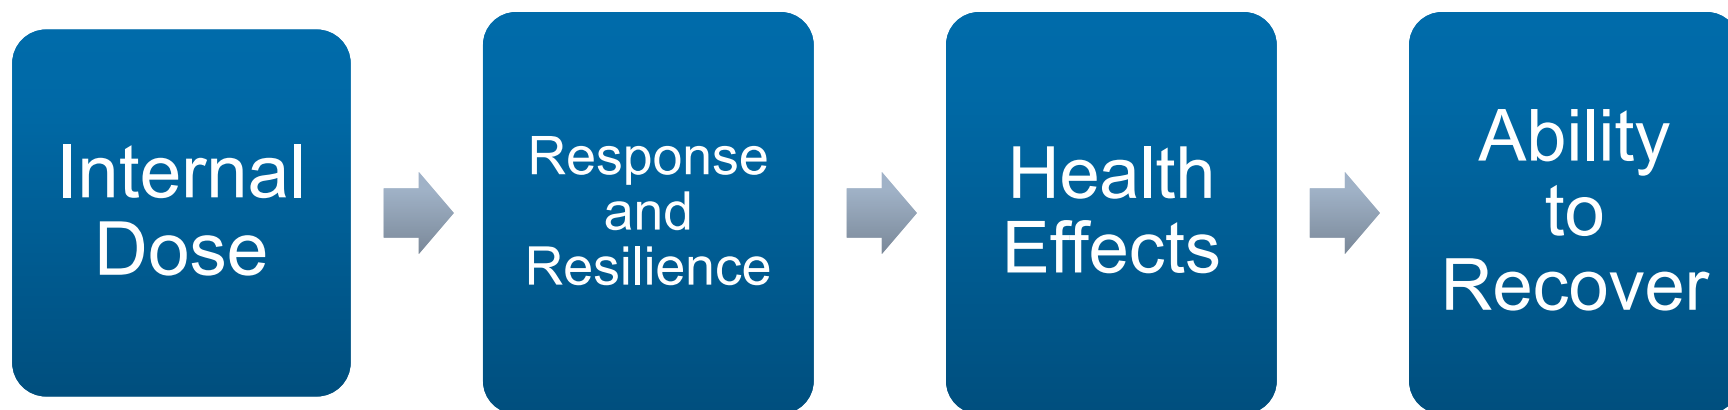 Internal
Dose
Response
and
Resilience
Health
Effects
Ability
to
Recover